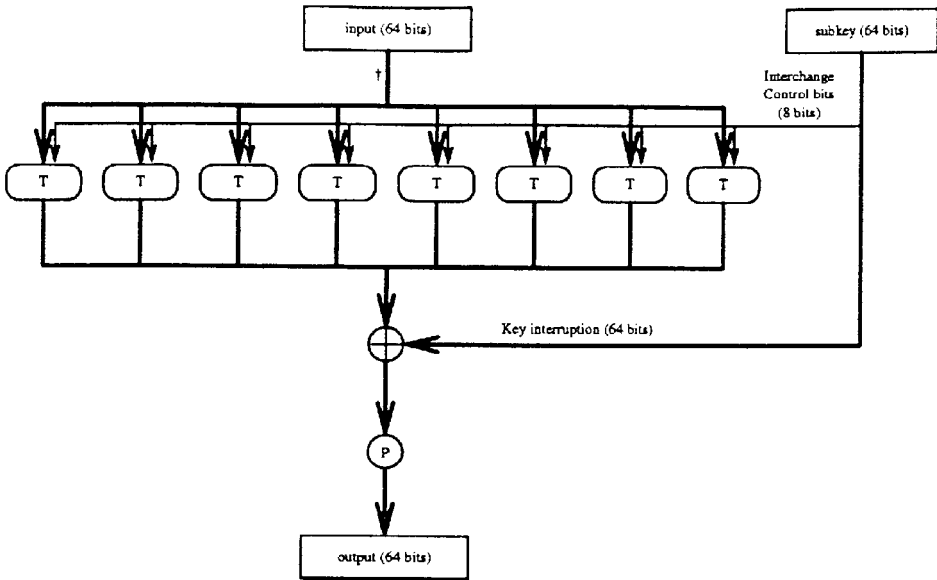 input (64 bits)
subkey (64 bits)
†
Interchange
Control bits
(8 bits)
T T T T T T T T
Key interruption (64 bits)
P
output (64 bits)